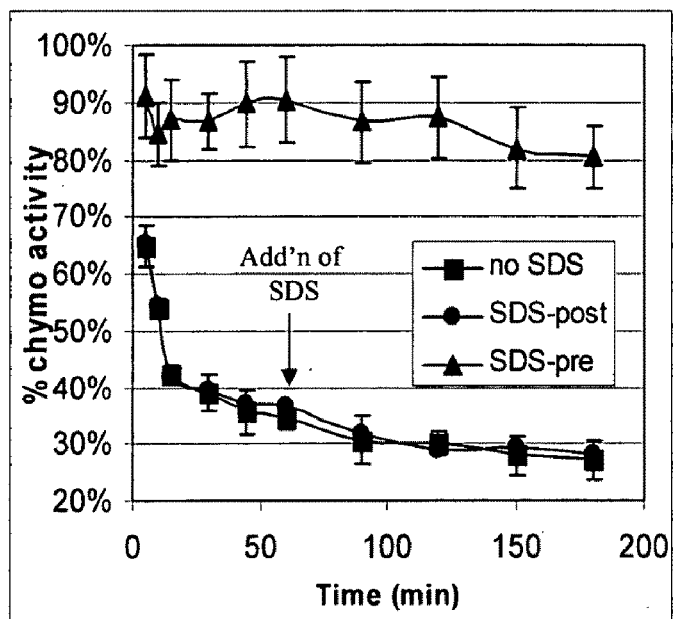 100%
90%
80%
70%
60%
50%
40%
30%
20%
% chymo activity
Add'n of
SDS
no SDS
SDS-post
SDS-pre
0 50 100 150 200
Time (min)